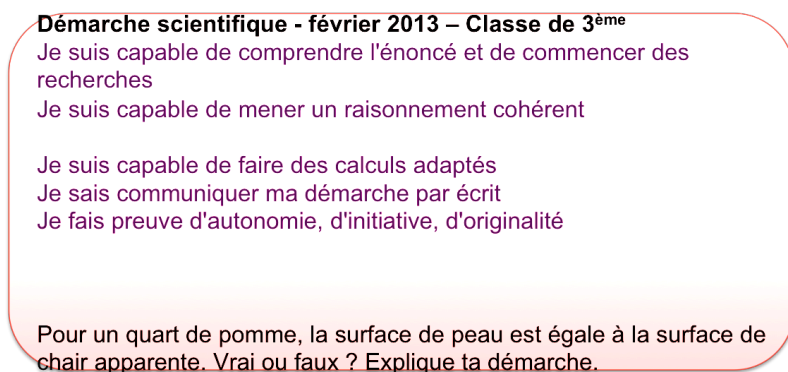 Démarche scientifique - février 2013 – Classe de 3ème
Je suis capable de comprendre l'énoncé et de commencer des
recherches
Je suis capable de mener un raisonnement cohérent
Je suis capable de faire des calculs adaptés
Je sais communiquer ma démarche par écrit
Je fais preuve d'autonomie, d'initiative, d'originalité
Pour un quart de pomme, la surface de peau est égale à la surface de
chair apparente. Vrai ou faux ? Explique ta démarche.